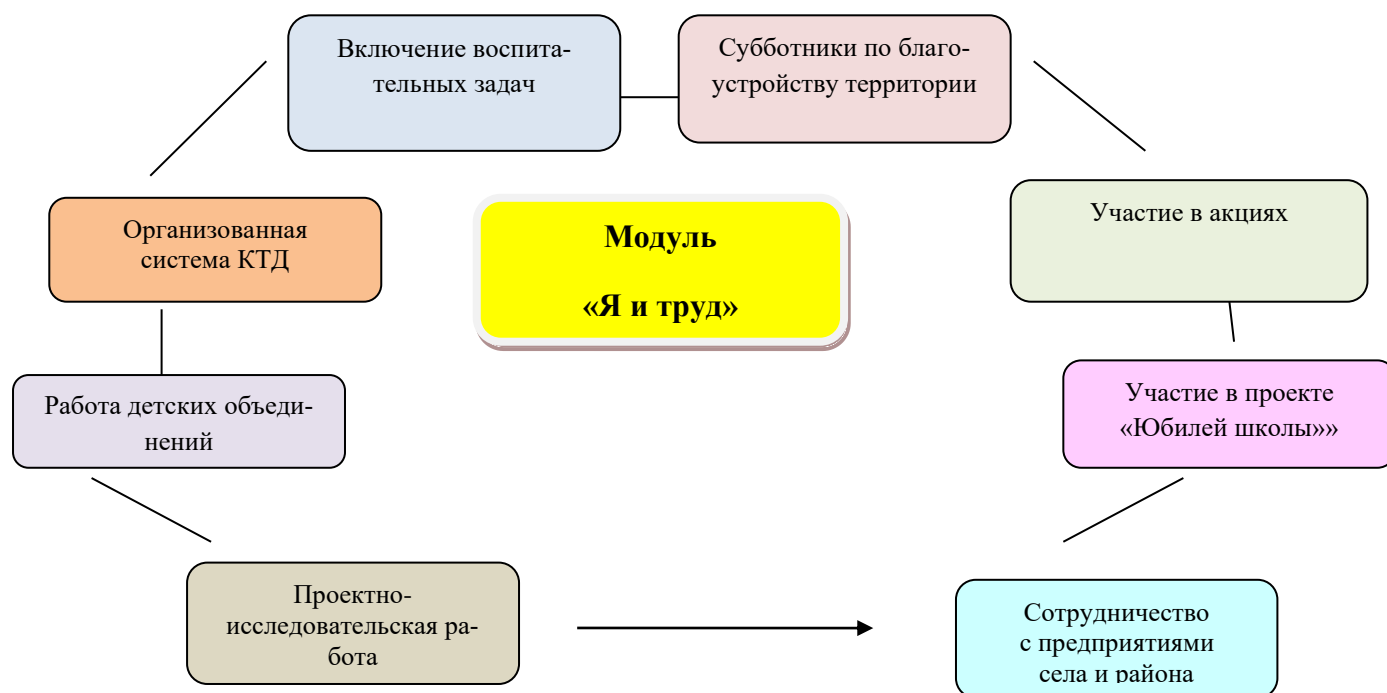 Включение воспита-
тельных задач
Субботники по благо-
устройству территории
Организованная
система КТД
Модуль
«Я и труд»
Участие в акциях
Работа детских объеди-
нений
Участие в проекте
«Юбилей школы»»
Проектно-
исследовательская ра-
бота
Сотрудничество
с предприятиями
села и района